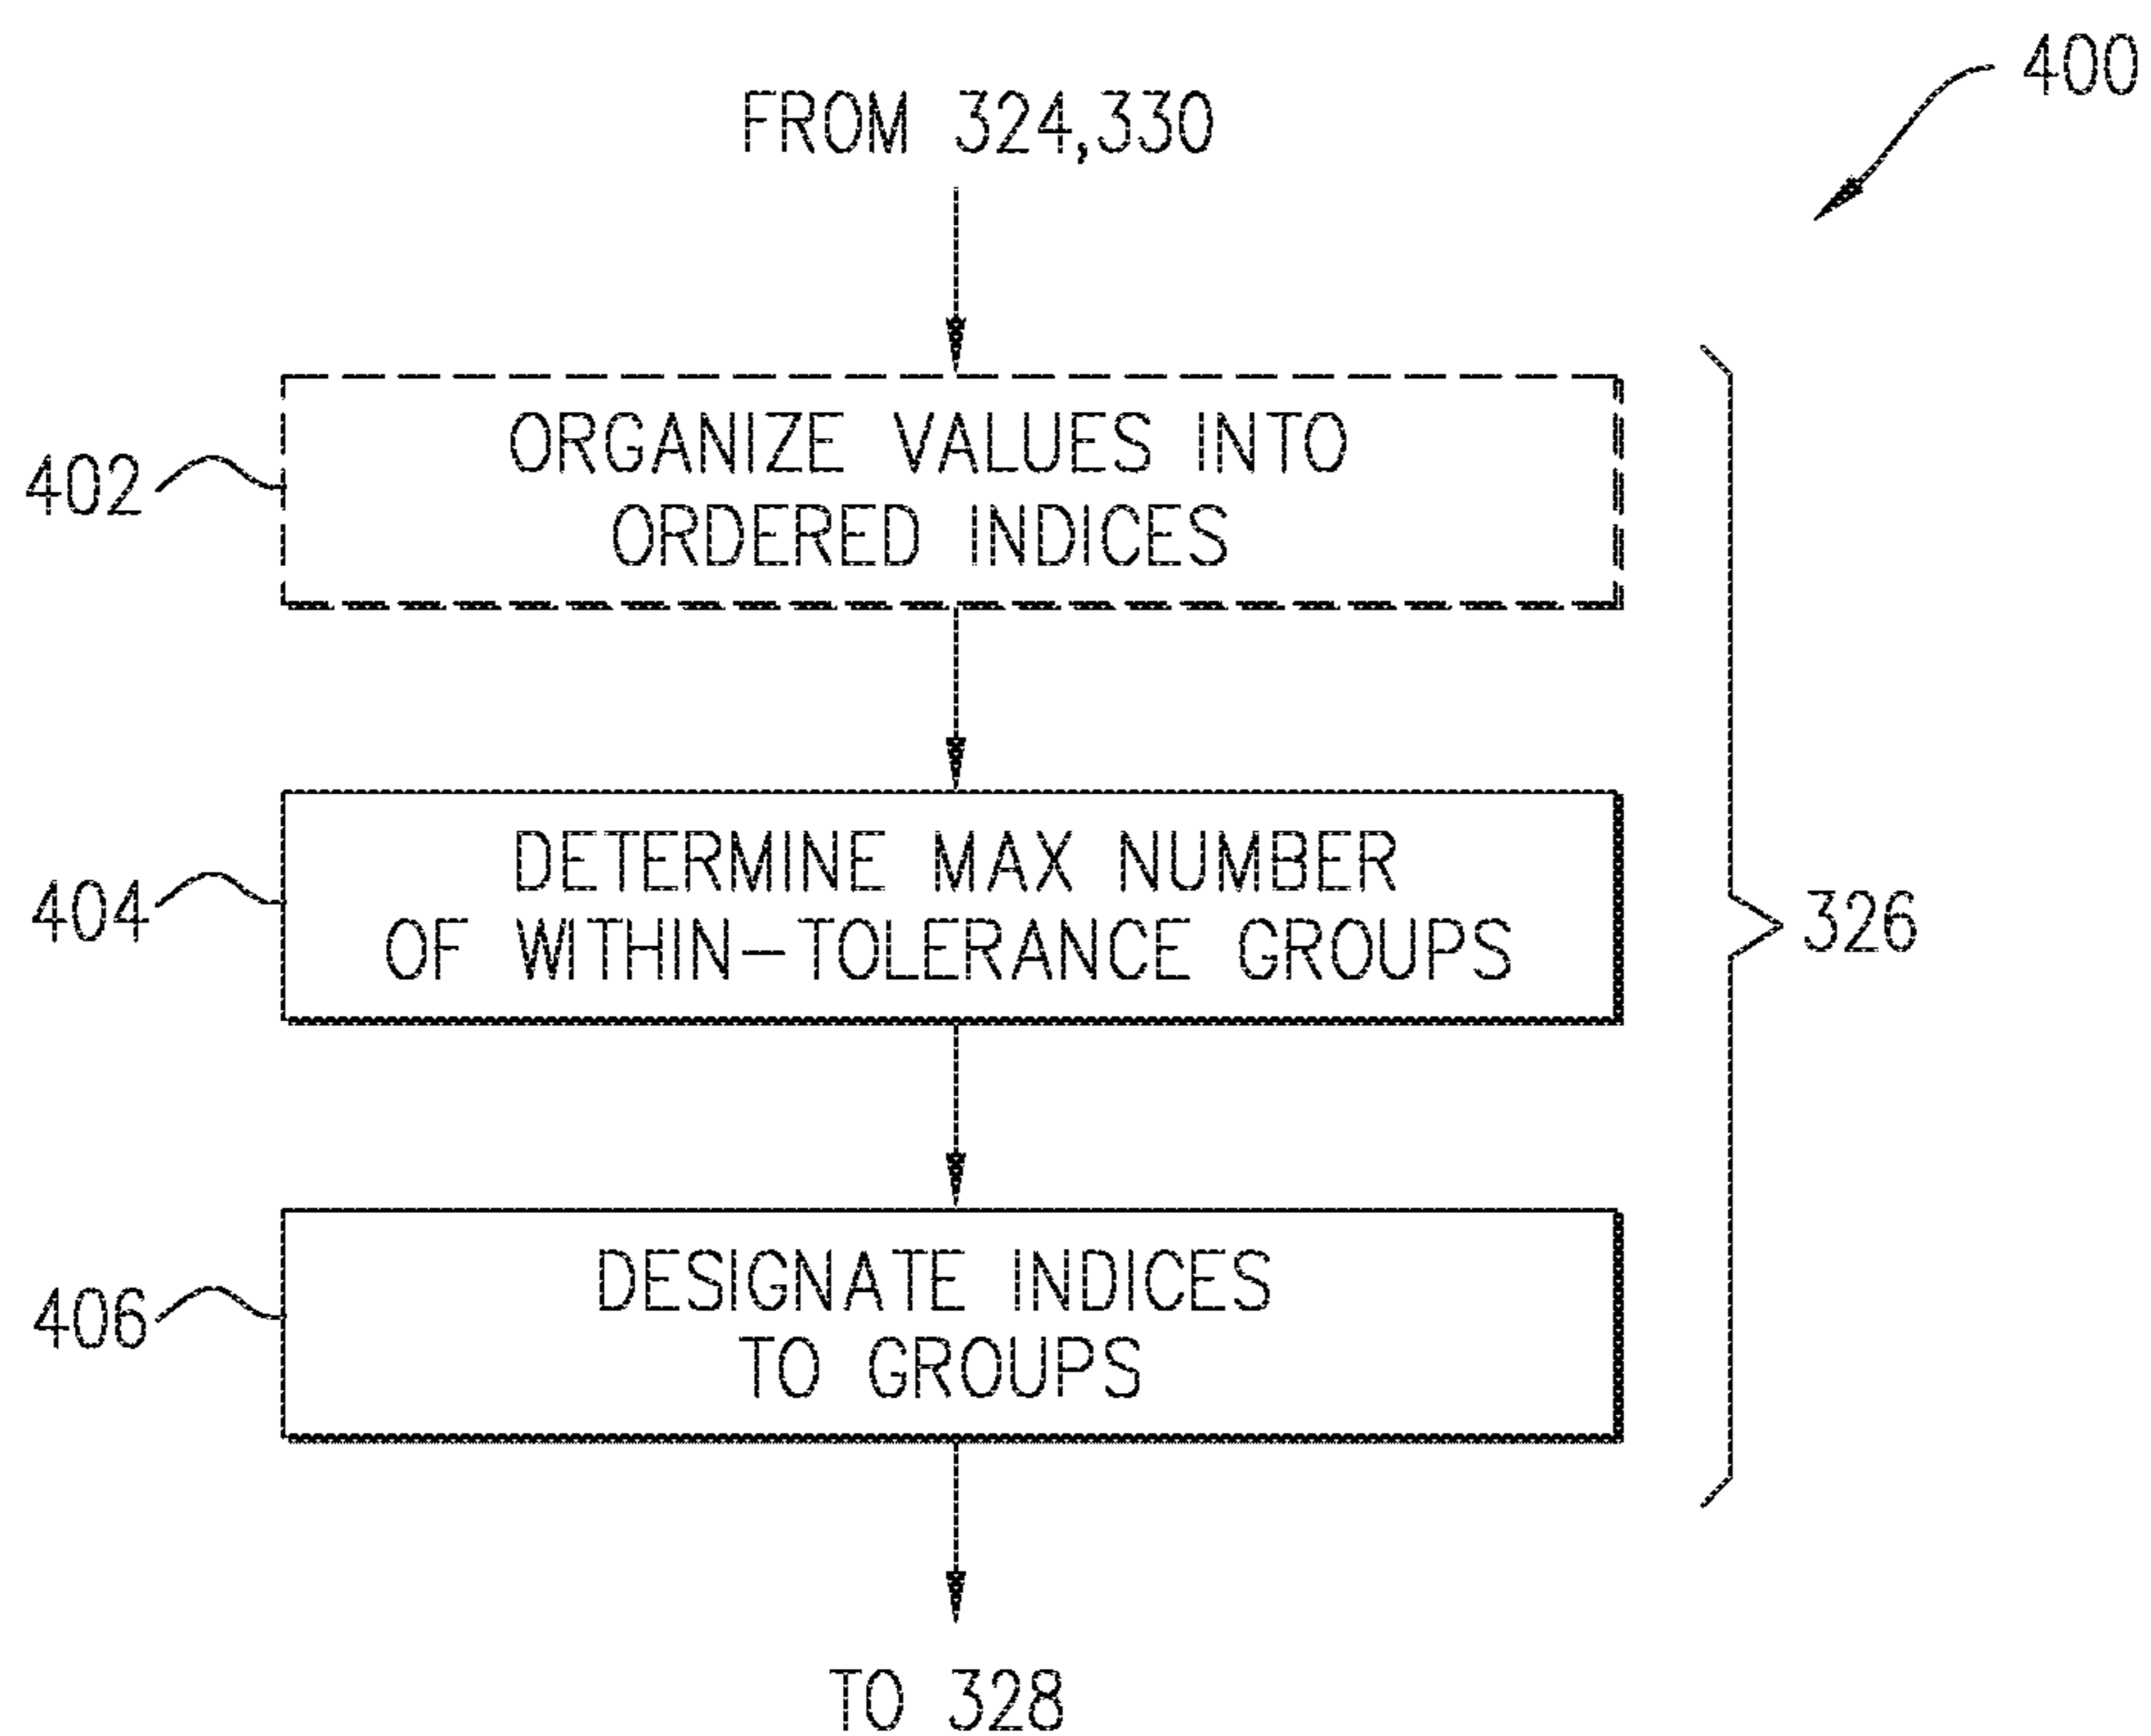 400
FROM 324,330
402
ORGANIZE VALUES INTO
ORDERED INDICES
404
DETERMINE MAX NUMBER
OF WITHIN-TOLERANCE GROUPS
326
406
DESIGNATE INDICES
TO GROUPS
TO 328